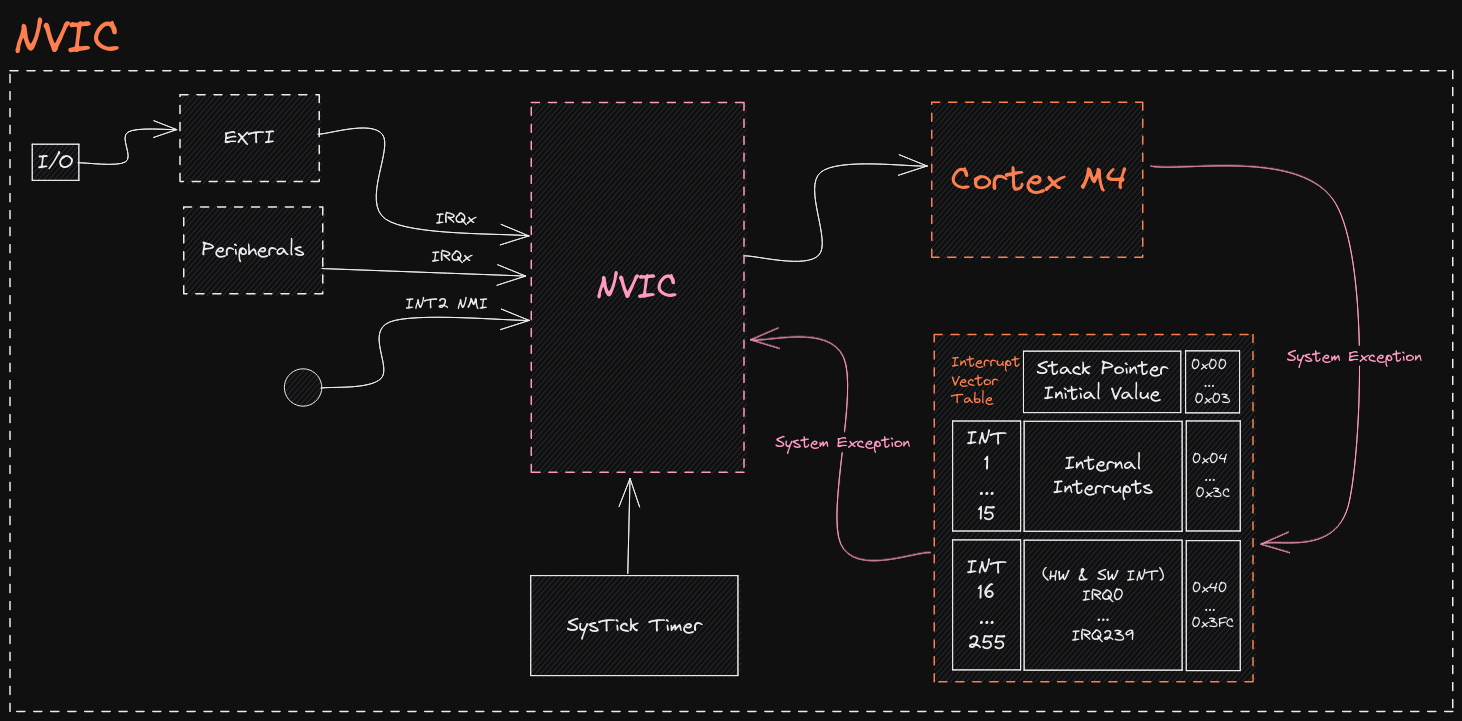 NVIC
I/O
EXTI
Peripherals
IRQx
IRQx
INT2 NMI
NVIC
SysTick Timer
Cortex M4
System Exception
System Exception
Interrupt
Vector
Table
Stack Pointer
Initial Value
0x00
...
0x03
INT
1
...
15
Internal
Interrupts
0x04
...
0x3C
INT
16
...
255
(HW & SW INT)
IRQ0
...
IRQ239
0x40
...
0x3FC